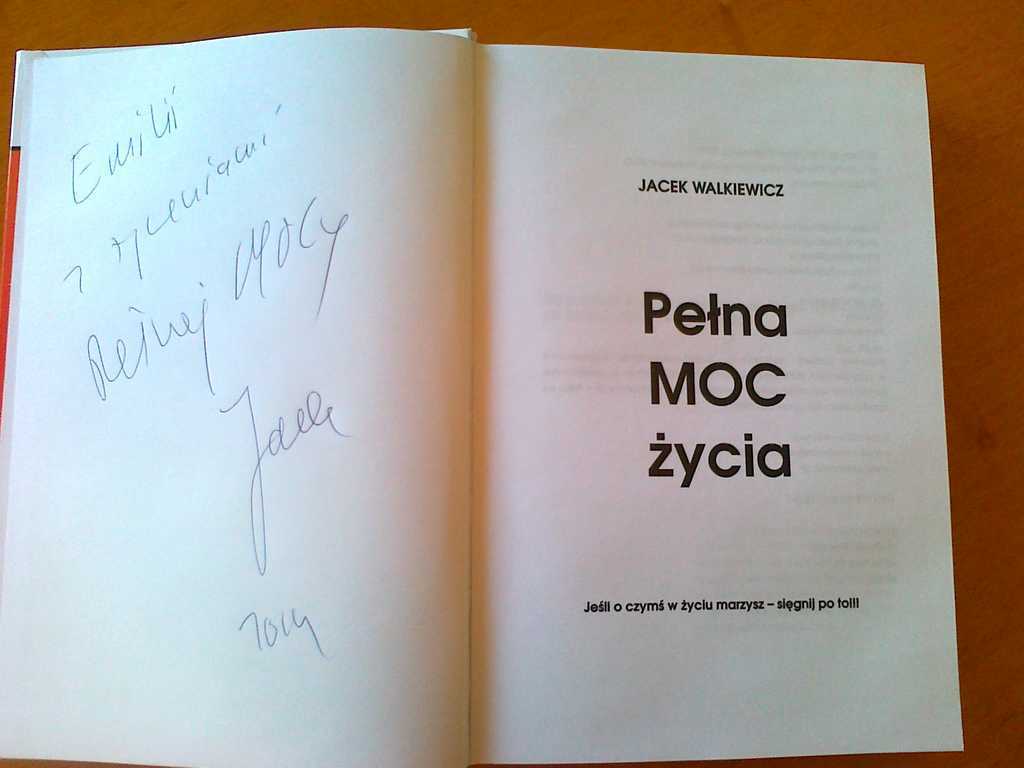 Emilii
z życzeniami
Pełnej MOCY
Jacek
JACEK WALKIEWICZ
Pełna
MOC
życia
Jeśli o czymś w życiu marzysz – sięgnij po to!!!